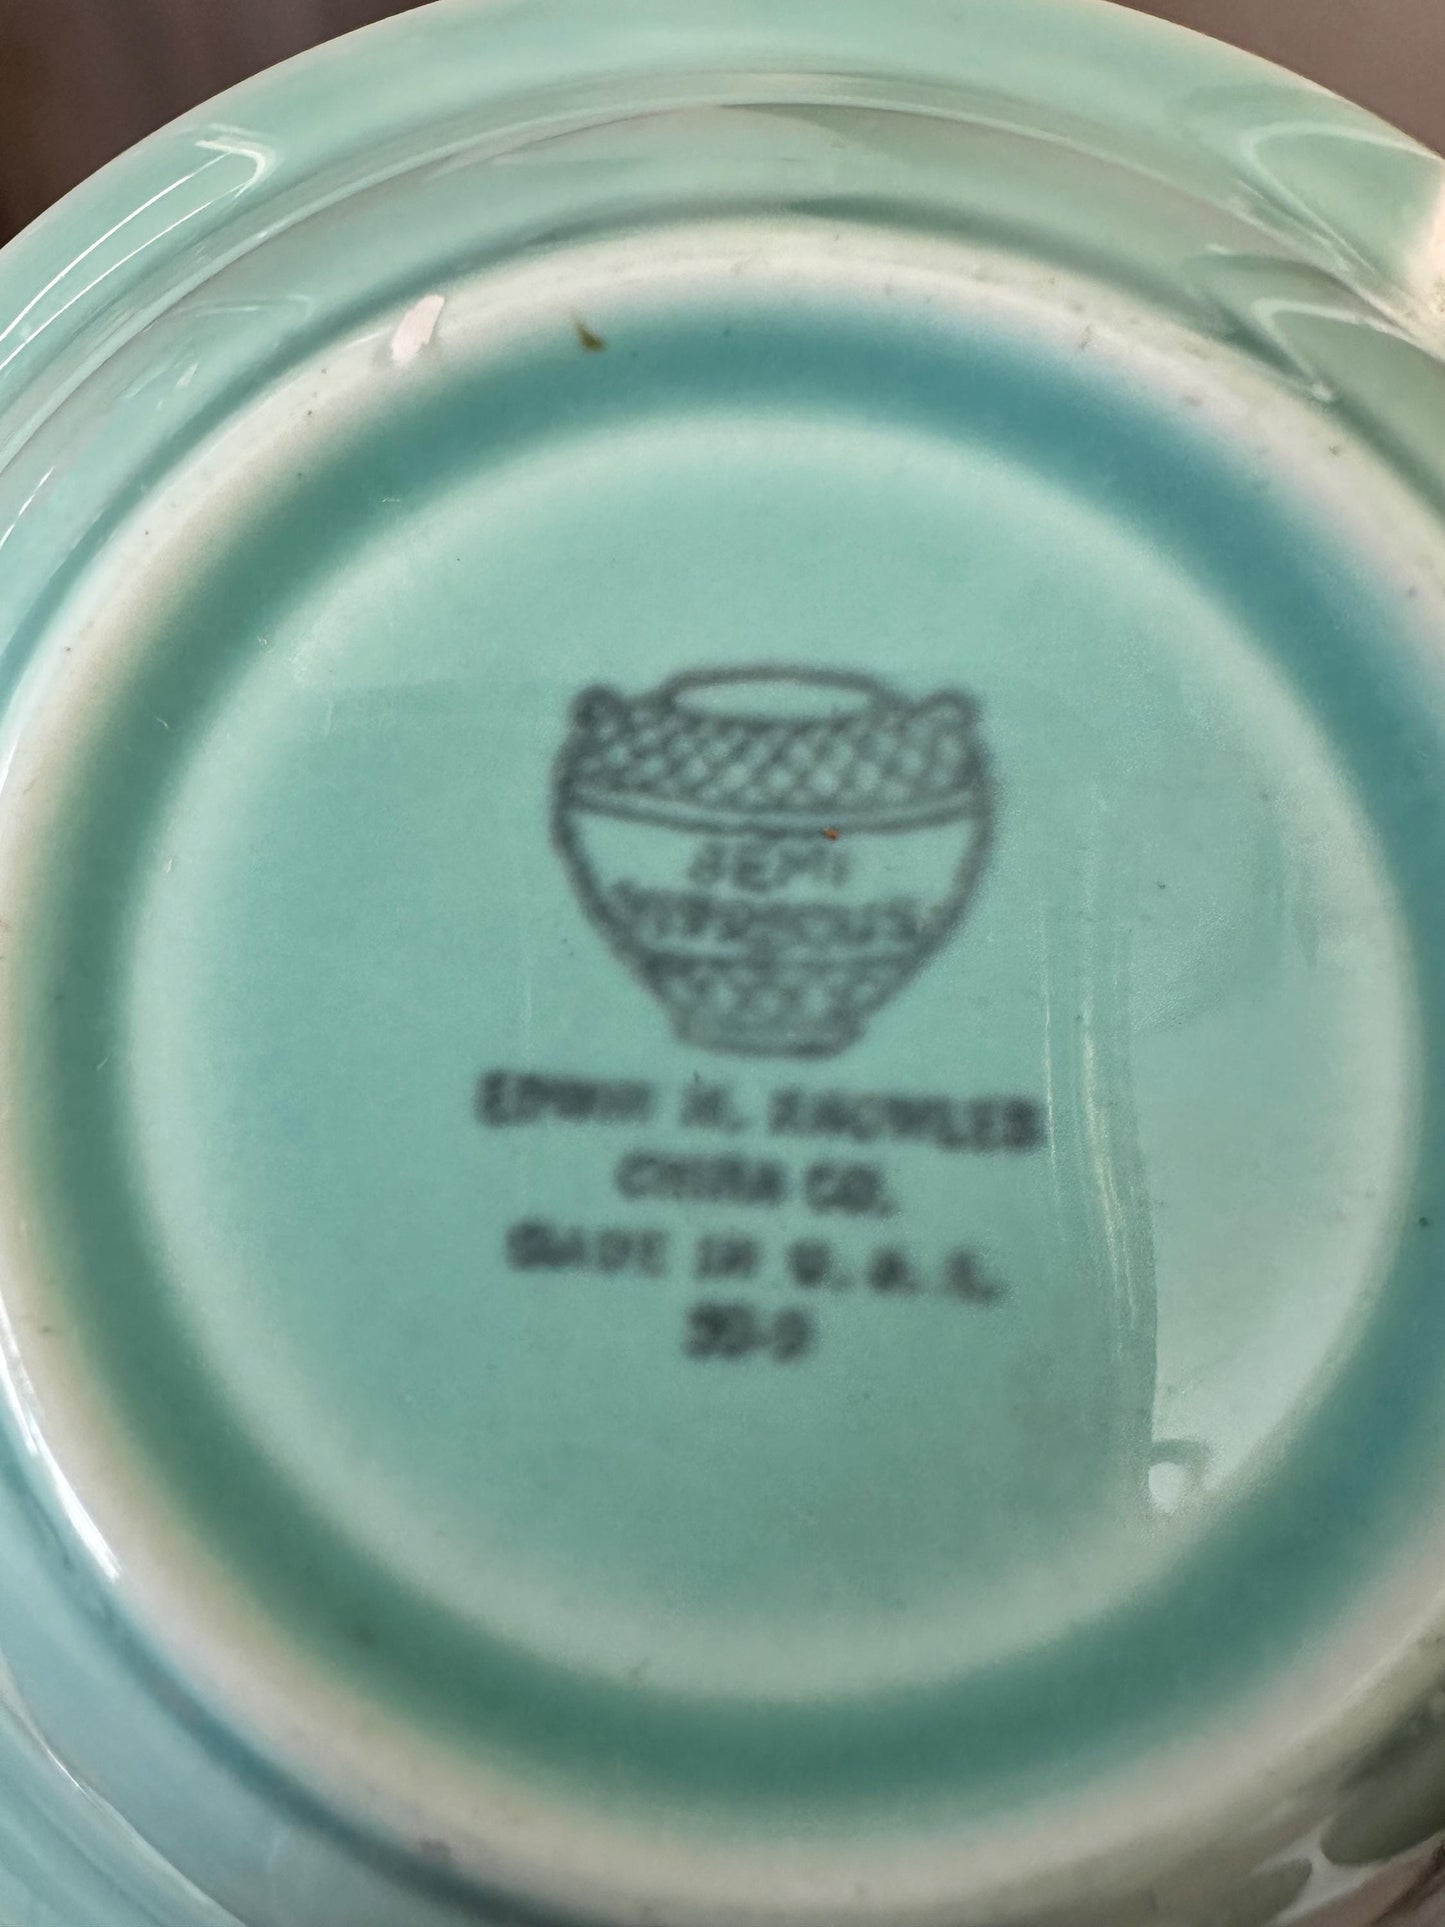 SEMI
VITREOUS
EDWIN M. KNOWLES
CHINA CO.
MADE IN U.S.A.